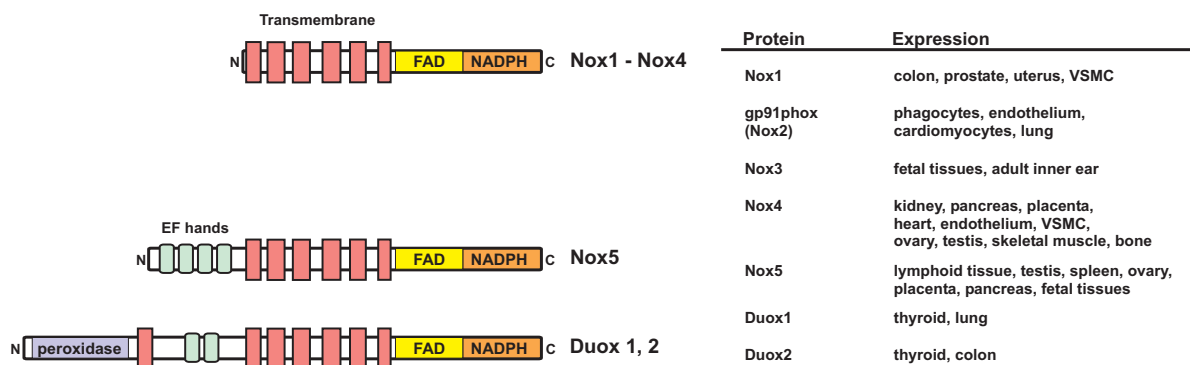 Transmembrane
N FAD NADPH C Nox1 - Nox4
EF hands
N FAD NADPH C Nox5
N peroxidase FAD NADPH C Duox 1, 2
Protein Expression
Nox1 colon, prostate, uterus, VSMC
gp91phox phagocytes, endothelium,
(Nox2) cardiomyocytes, lung
Nox3 fetal tissues, adult inner ear
Nox4 kidney, pancreas, placenta,
heart, endothelium, VSMC,
ovary, testis, skeletal muscle, bone
Nox5 lymphoid tissue, testis, spleen, ovary,
placenta, pancreas, fetal tissues
Duox1 thyroid, lung
Duox2 thyroid, colon